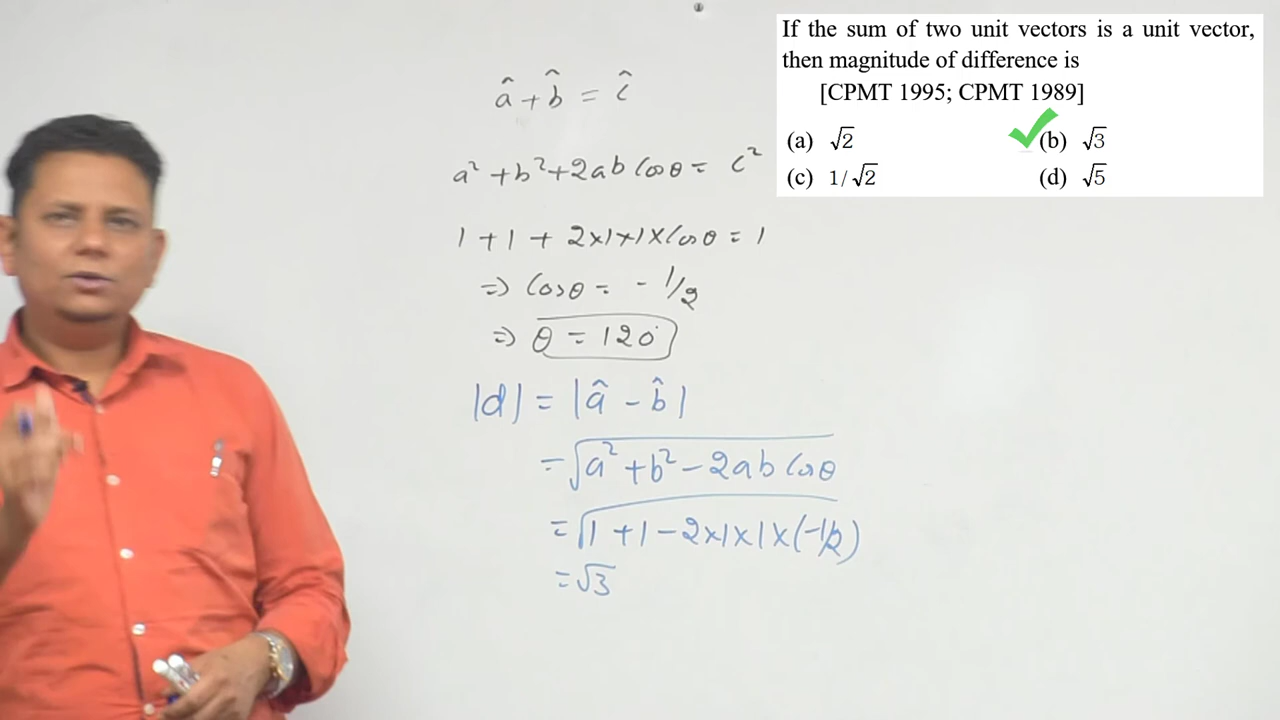 If the sum of two unit vectors is a unit vector,
then magnitude of difference is
[CPMT 1995; CPMT 1989]
(a) √2 (b) √3
(c) 1/√2 (d) √5
â + b̂ = ĉ
a² + b² + 2ab Cosθ = c²
1 + 1 + 2×1×1×Cosθ = 1
⇒ Cosθ = - 1/2
⇒ θ = 120°
|d| = |â - b̂|
= √a² + b² - 2ab Cosθ
= √1 + 1 - 2×1×1×(-1/2)
= √3